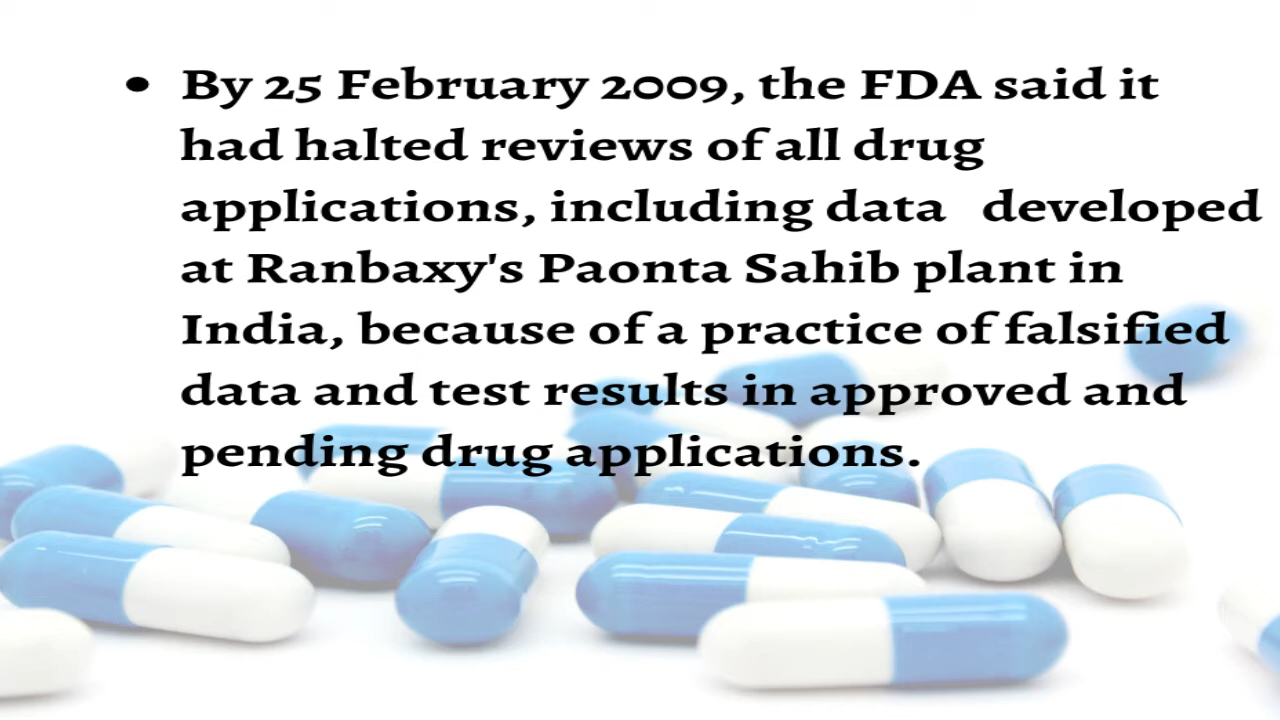 • By 25 February 2009, the FDA said it
had halted reviews of all drug
applications, including data   developed
at Ranbaxy's Paonta Sahib plant in
India, because of a practice of falsified
data and test results in approved and
pending drug applications.